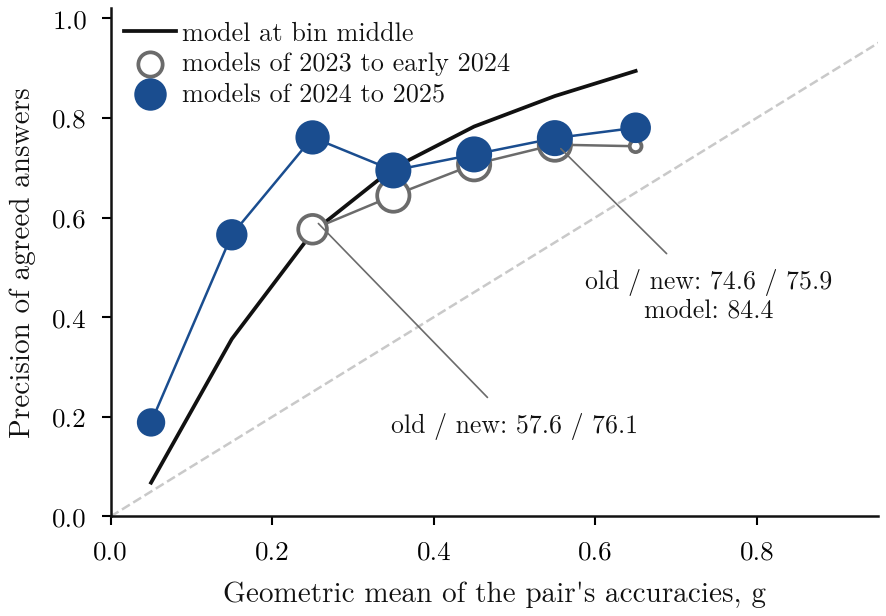 1.0
0.8
0.6
0.4
0.2
0.0
Precision of agreed answers
model at bin middle
models of 2023 to early 2024
models of 2024 to 2025
old / new: 74.6 / 75.9
model: 84.4
old / new: 57.6 / 76.1
0.0 0.2 0.4 0.6 0.8
Geometric mean of the pair's accuracies, g